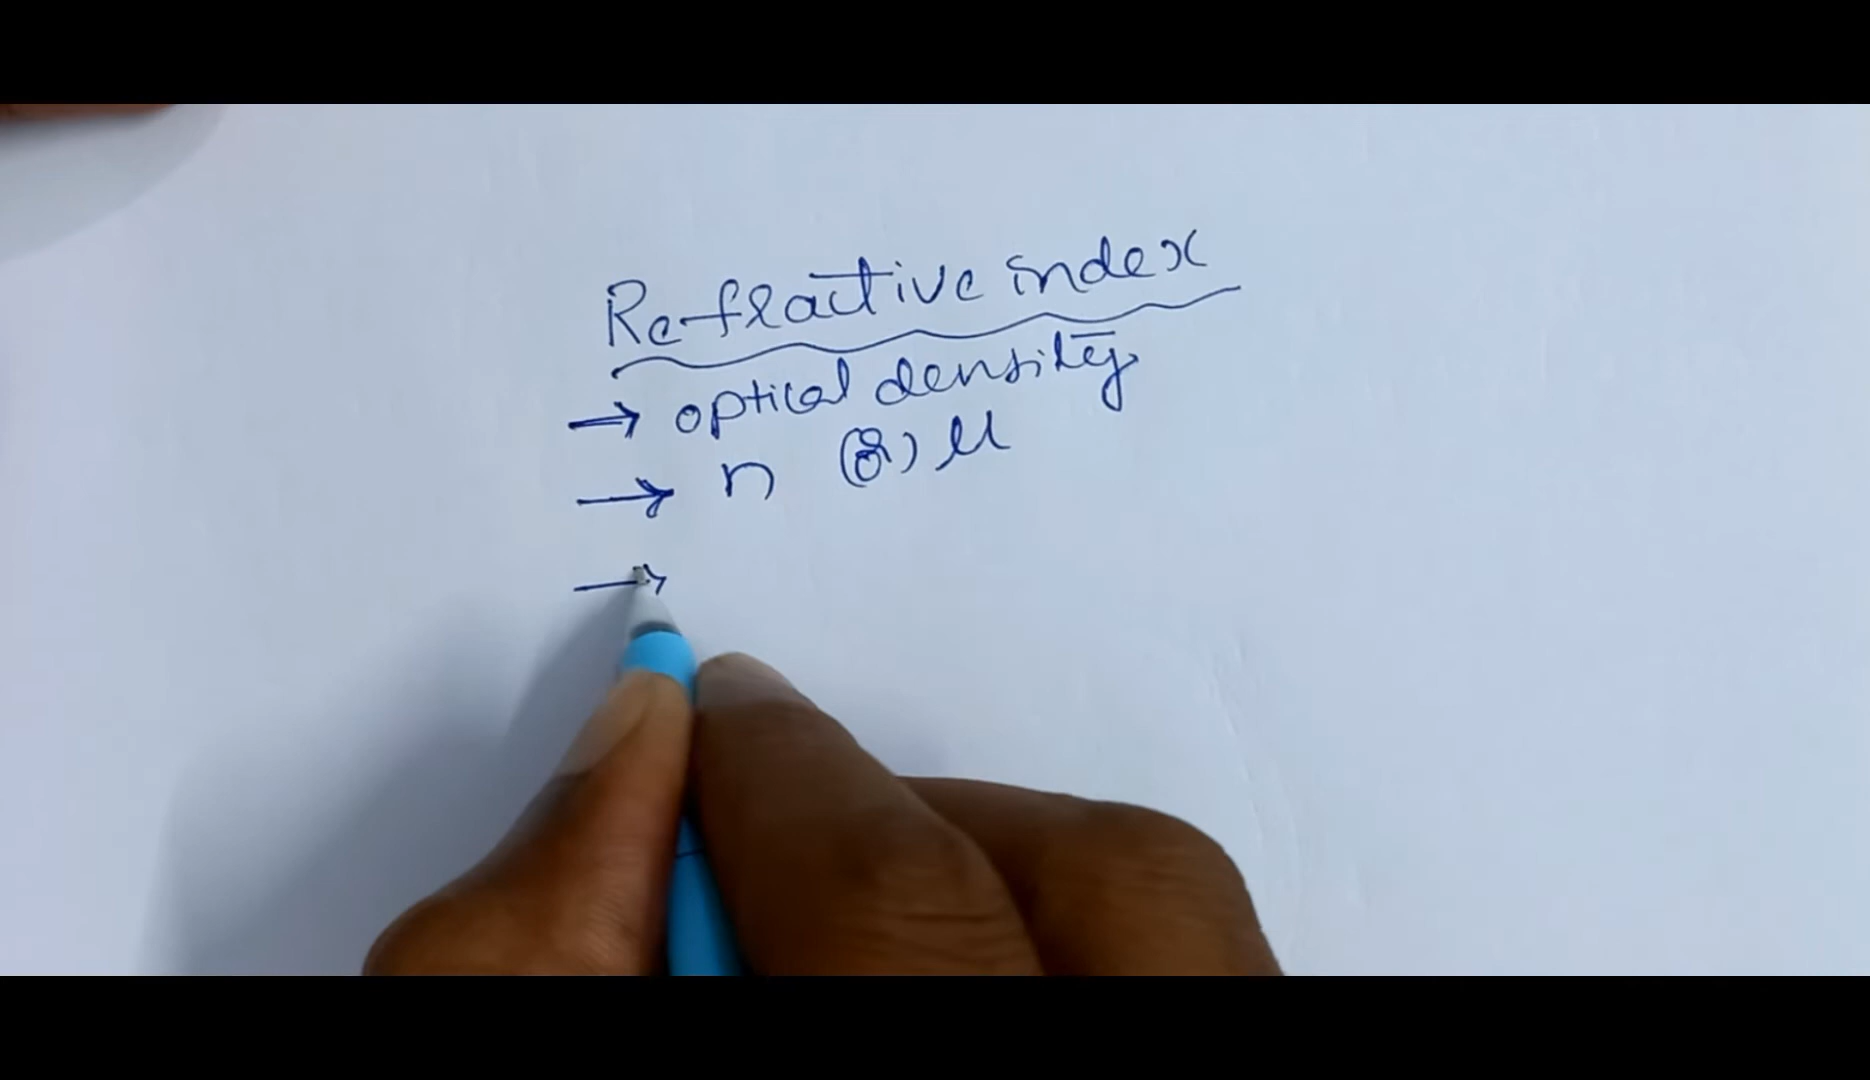 Refractive index
→ optical density
→ n (or) μ
→